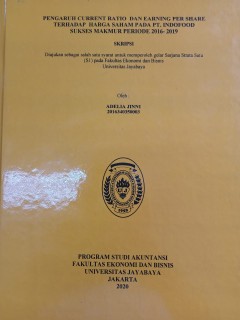 PENGARUH CURRENT RATIO DAN EARNING PER SHARE
TERHADAP HARGA SAHAM PADA PT. INDOFOOD
SUKSES MAKMUR PERIODE 2016- 2019
SKRIPSI
Diajukan sebagai salah satu syarat untuk memperoleh gelar Sarjana Strata Satu
(S1) pada Fakultas Ekonomi dan Bisnis
Universitas Jayabaya
Oleh
ADELIA JINNI
PROGRAM STUDI AKUNTANSI
FAKULTAS EKONOMI DAN BISNIS
UNIVERSITAS JAYABAYA
JAKARTA
2020